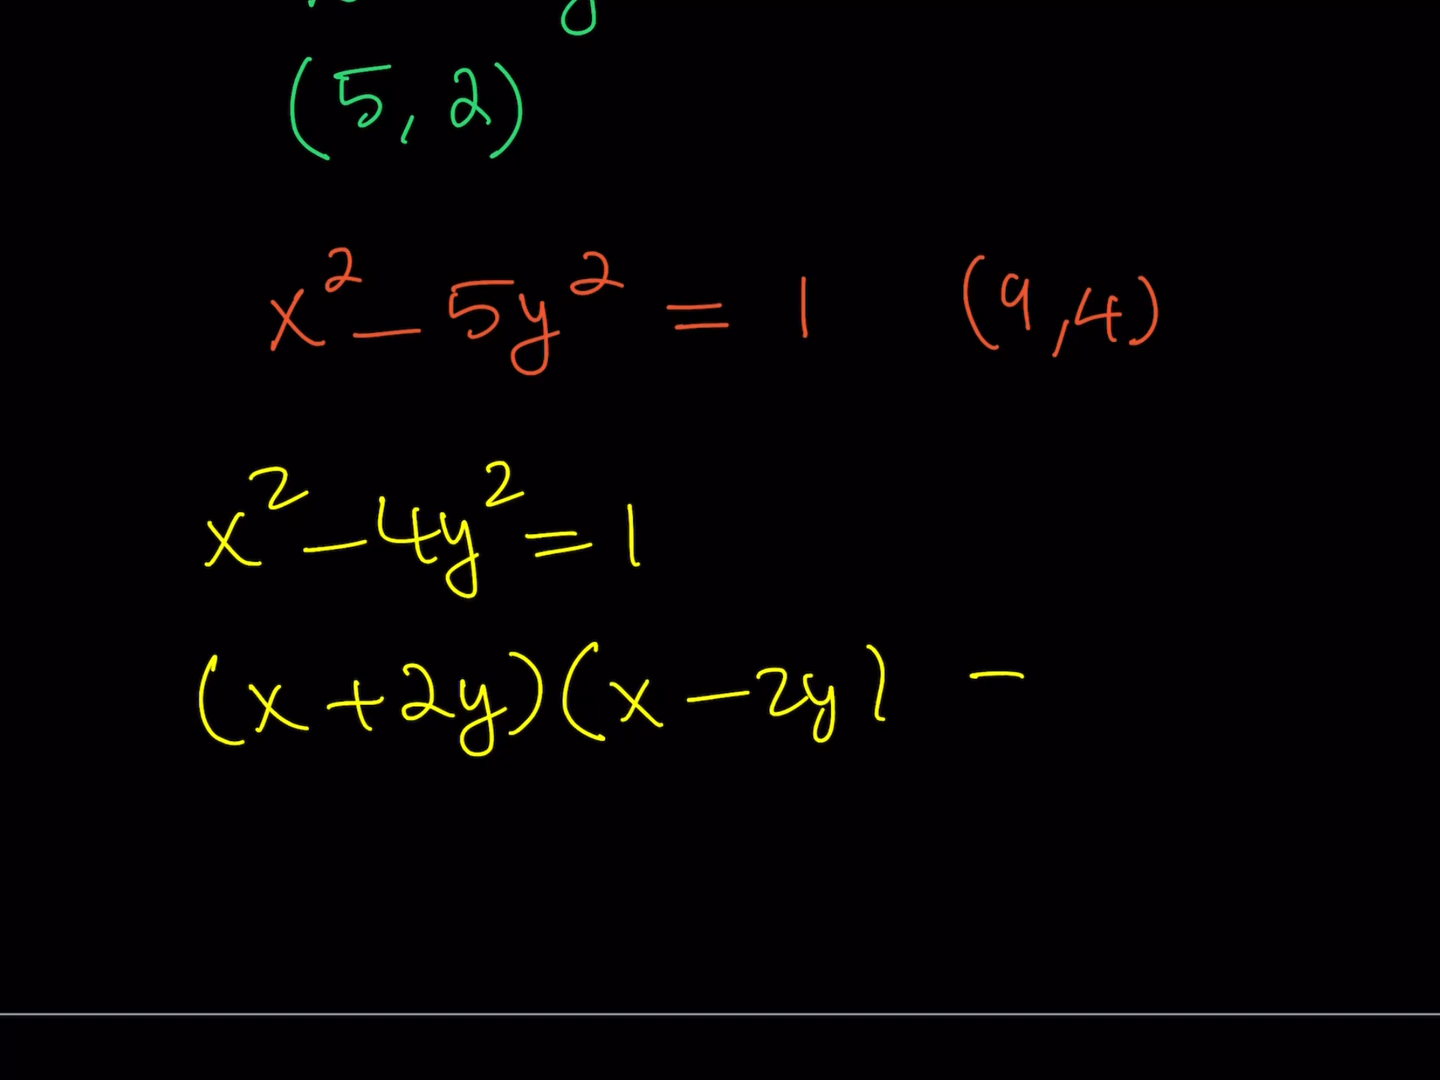 (5, 2)
x² – 5y² = 1 (9,4)
x² – 4y² = 1
(x + 2y)(x – 2y) –